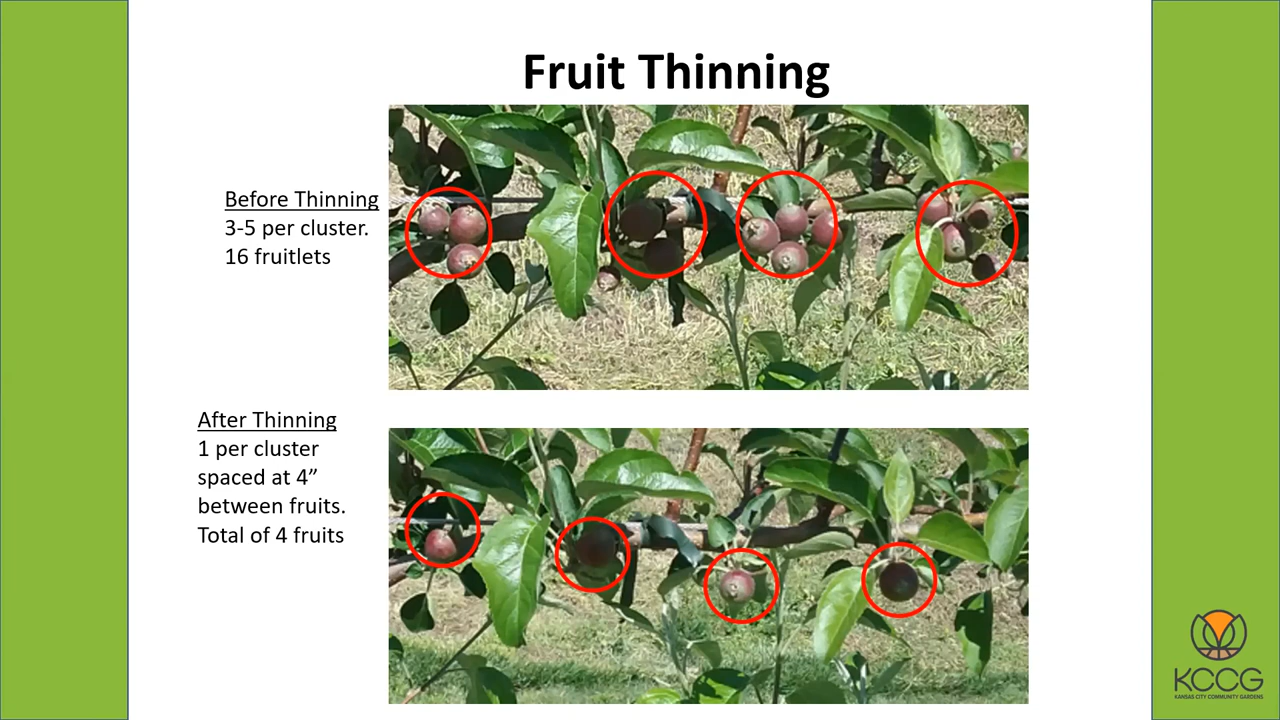 Fruit Thinning
Before Thinning
3-5 per cluster.
16 fruitlets
After Thinning
1 per cluster
spaced at 4”
between fruits.
Total of 4 fruits
KCCG
KANSAS CITY COMMUNITY GARDENS